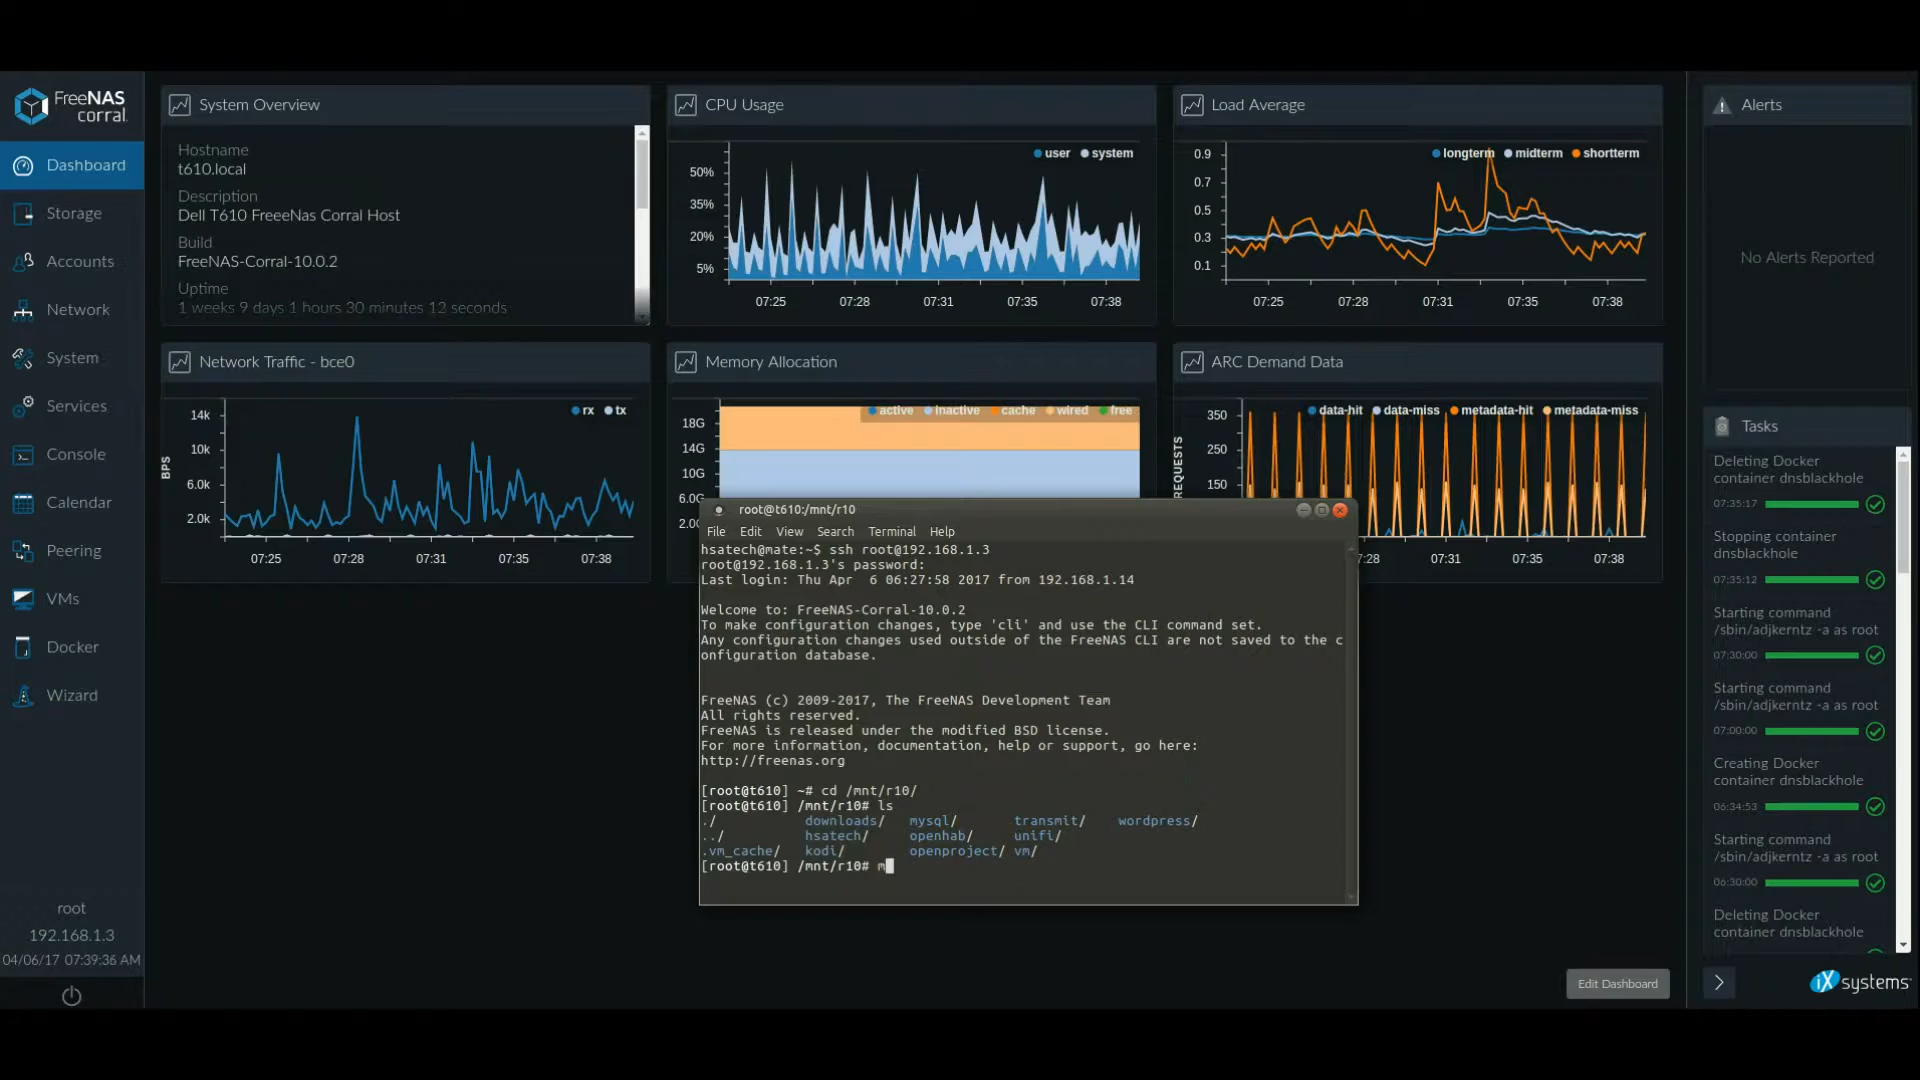 FreeNAS
corral.
Dashboard
Storage
Accounts
Network
System
Services
Console
Calendar
Peering
VMs
Docker
Wizard
root
192.168.1.3
04/06/17 07:39:36 AM
System Overview
Hostname
t610.local
Description
Dell T610 FreeeNas Corral Host
Build
FreeNAS-Corral-10.0.2
Uptime
1 weeks 9 days 1 hours 30 minutes 12 seconds
CPU Usage
user system
50%
35%
20%
5%
07:25 07:28 07:31 07:35 07:38
Load Average
longterm midterm shortterm
0.9
0.7
0.5
0.3
0.1
07:25 07:28 07:31 07:35 07:38
Network Traffic - bce0
rx tx
BPS
14k
10k
6.0k
2.0k
07:25 07:28 07:31 07:35 07:38
Memory Allocation
active inactive cache wired free
18G
14G
10G
6.0G
2.00
ARC Demand Data
data-hit data-miss metadata-hit metadata-miss
REQUESTS
350
250
150
7:28 07:31 07:35 07:38
root@t610:/mnt/r10
File Edit View Search Terminal Help
hsatech@mate:~$ ssh root@192.168.1.3
root@192.168.1.3's password:
Last login: Thu Apr  6 06:27:58 2017 from 192.168.1.14
Welcome to: FreeNAS-Corral-10.0.2
To make configuration changes, type 'cli' and use the CLI command set.
Any configuration changes used outside of the FreeNAS CLI are not saved to the c
onfiguration database.
FreeNAS (c) 2009-2017, The FreeNAS Development Team
All rights reserved.
FreeNAS is released under the modified BSD license.
For more information, documentation, help or support, go here:
http://freenas.org
[root@t610] ~# cd /mnt/r10/
[root@t610] /mnt/r10# ls
./ downloads/ mysql/ transmit/ wordpress/
../ hsatech/ openhab/ unifi/
.vm_cache/ kodi/ openproject/ vm/
[root@t610] /mnt/r10# m
Alerts
No Alerts Reported
Tasks
Deleting Docker
container dnsblackhole
07:35:17
Stopping container
dnsblackhole
07:35:12
Starting command
/sbin/adjkerntz -a as root
07:30:00
Starting command
/sbin/adjkerntz -a as root
07:00:00
Creating Docker
container dnsblackhole
06:34:53
Starting command
/sbin/adjkerntz -a as root
06:30:00
Deleting Docker
container dnsblackhole
Edit Dashboard
iXsystems